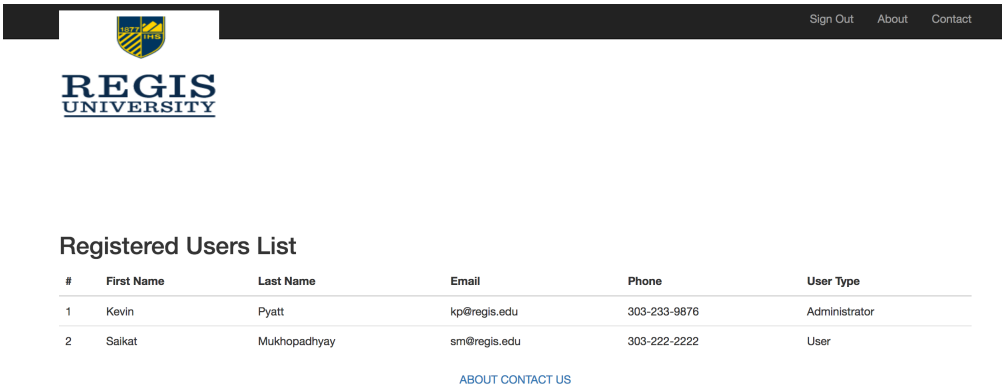 Sign Out About Contact
1877 IHS
REGIS
UNIVERSITY
Registered Users List
# First Name Last Name Email Phone User Type
1 Kevin Pyatt kp@regis.edu 303-233-9876 Administrator
2 Saikat Mukhopadhyay sm@regis.edu 303-222-2222 User
ABOUT CONTACT US